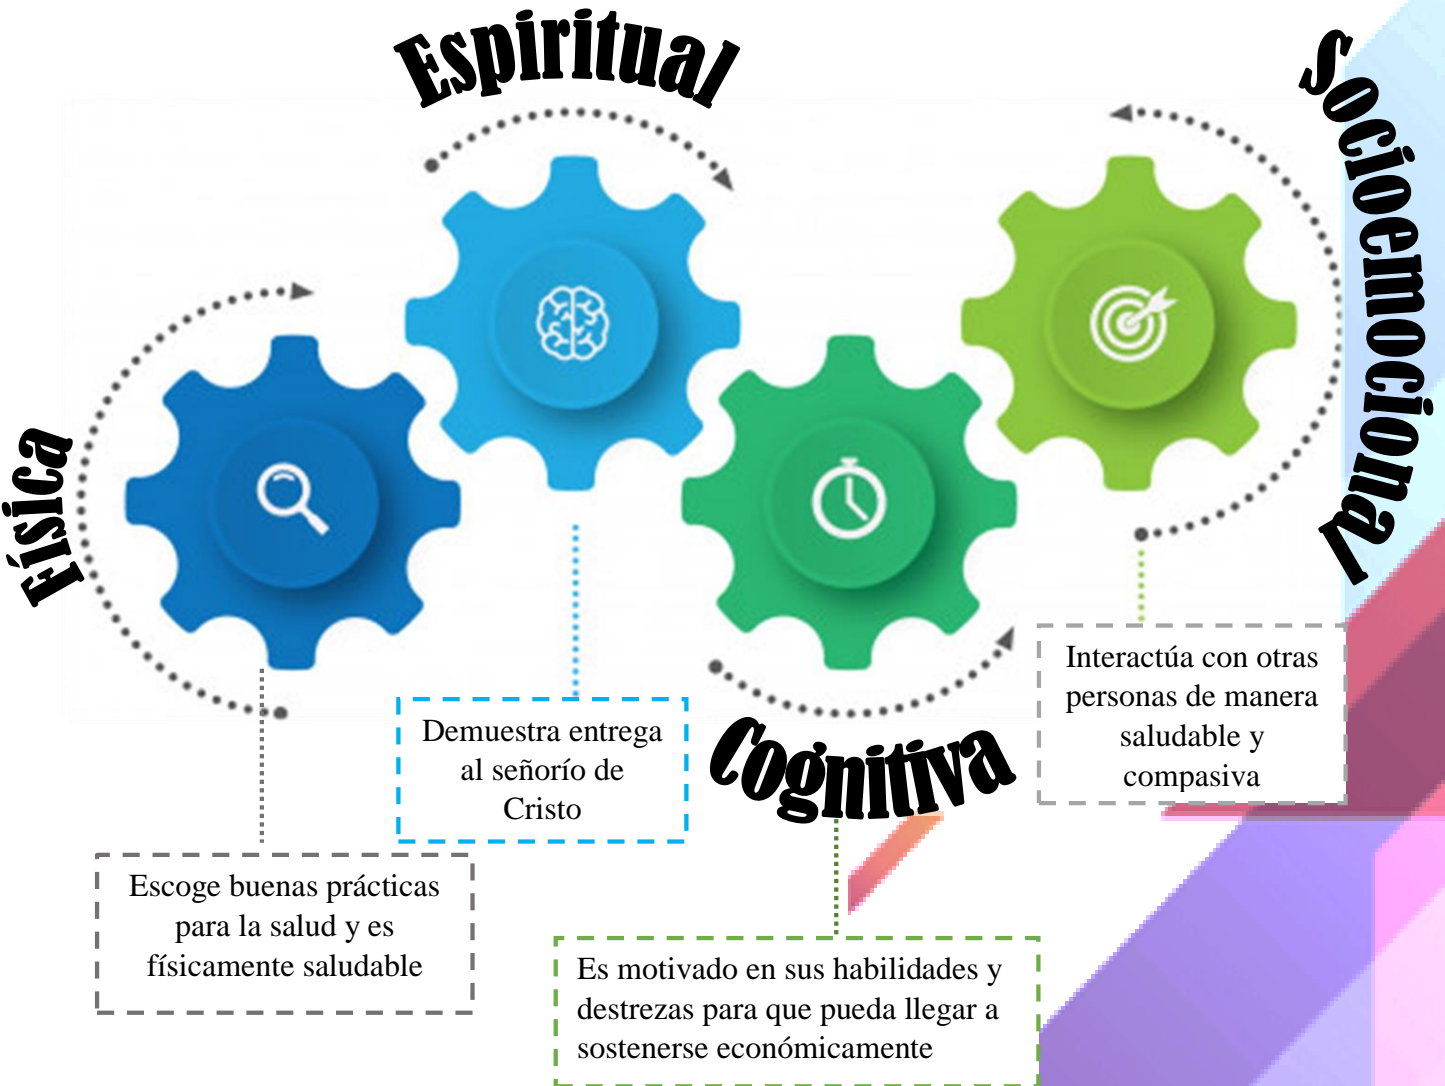 Espiritual
Socioemocional
Física
Cognitiva
Interactúa con otras
personas de manera
saludable y
compasiva
Demuestra entrega
al señorío de
Cristo
Escoge buenas prácticas
para la salud y es
físicamente saludable
Es motivado en sus habilidades y
destrezas para que pueda llegar a
sostenerse económicamente